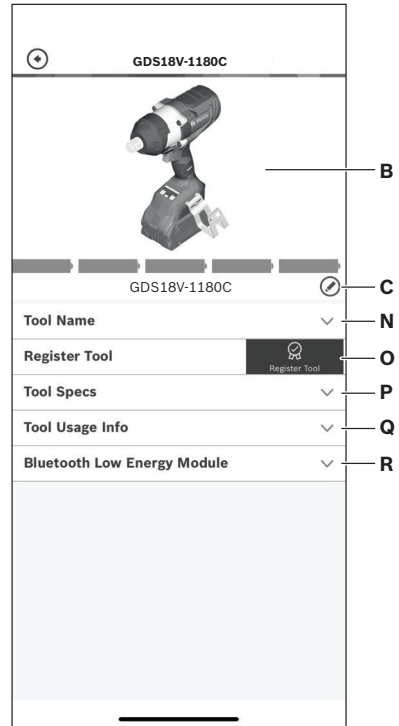 GDS18V-1180C
B
GDS18V-1180C
C
Tool Name
N
Register Tool
Register Tool
O
Tool Specs
P
Tool Usage Info
Q
Bluetooth Low Energy Module
R